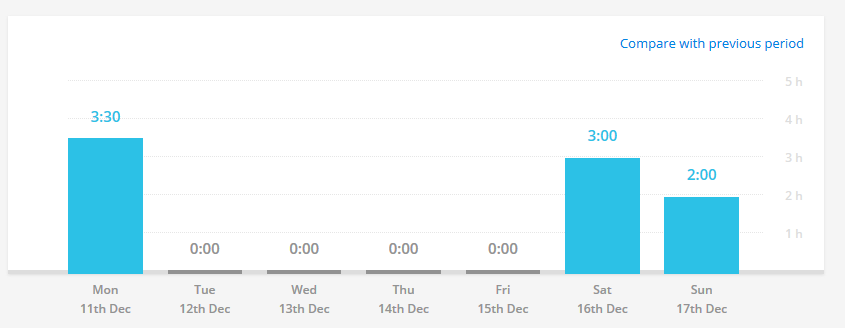 Compare with previous period
5 h
4 h
3 h
2 h
1 h
3:30
0:00
0:00
0:00
0:00
3:00
2:00
Mon
11th Dec
Tue
12th Dec
Wed
13th Dec
Thu
14th Dec
Fri
15th Dec
Sat
16th Dec
Sun
17th Dec